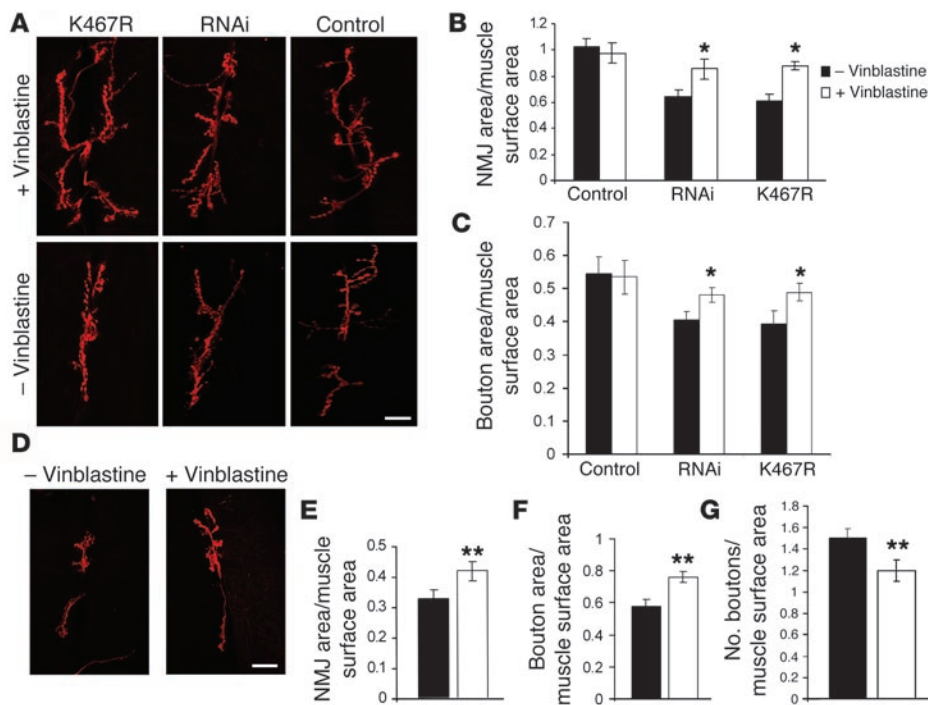 A
K467R
RNAi
Control
+ Vinblastine
– Vinblastine
B
NMJ area/muscle
surface area
1.2
1
0.8
0.6
0.4
0.2
0
*
*
Control
RNAi
K467R
– Vinblastine
+ Vinblastine
C
Bouton area/muscle
surface area
0.7
0.6
0.5
0.4
0.3
0.2
0.1
0
*
*
Control
RNAi
K467R
D
– Vinblastine
+ Vinblastine
E
NMJ area/muscle
surface area
0.5
0.4
0.3
0.2
0.1
0
**
F
Bouton area/
muscle surface area
1
0.8
0.6
0.4
0.2
0
**
G
No. boutons/
muscle surface area
1.8
1.6
1.4
1.2
1.2
0.8
0.6
0.4
0.2
0
**